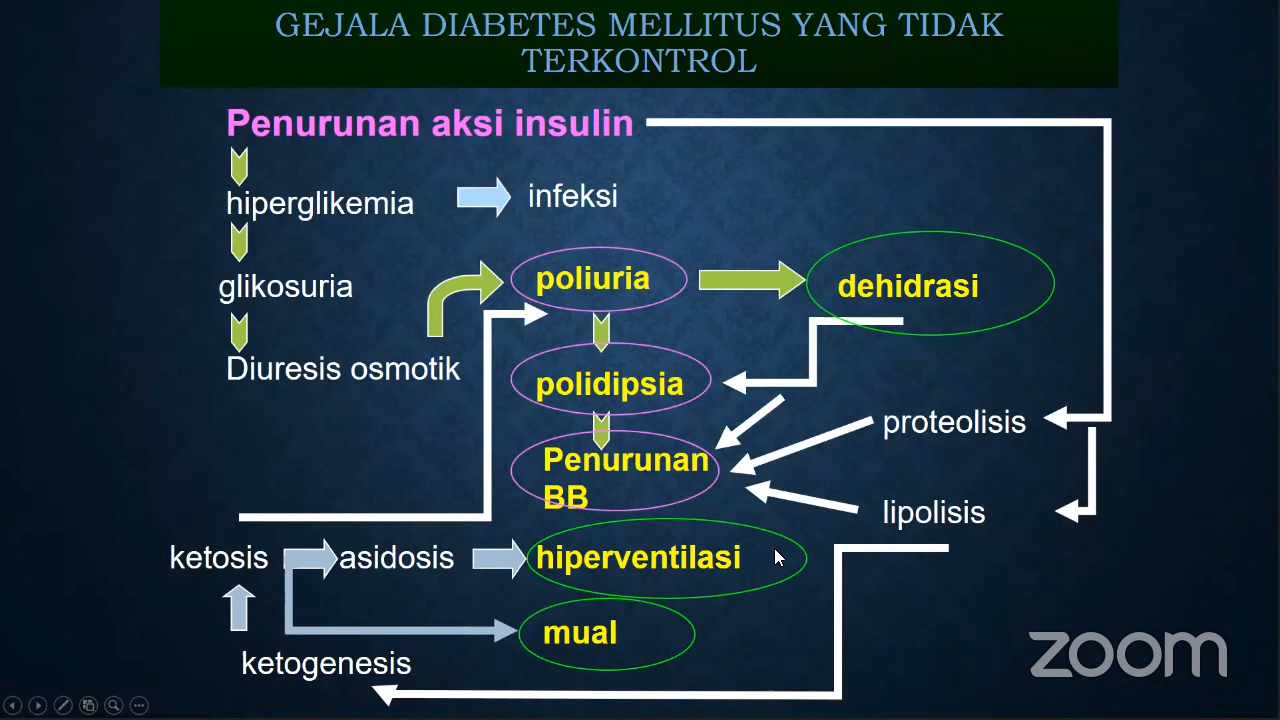 GEJALA DIABETES MELLITUS YANG TIDAK
TERKONTROL
Penurunan aksi insulin
hiperglikemia
infeksi
glikosuria
poliuria
dehidrasi
Diuresis osmotik
polidipsia
proteolisis
Penurunan
BB
lipolisis
ketosis
asidosis
hiperventilasi
mual
ketogenesis
zoom